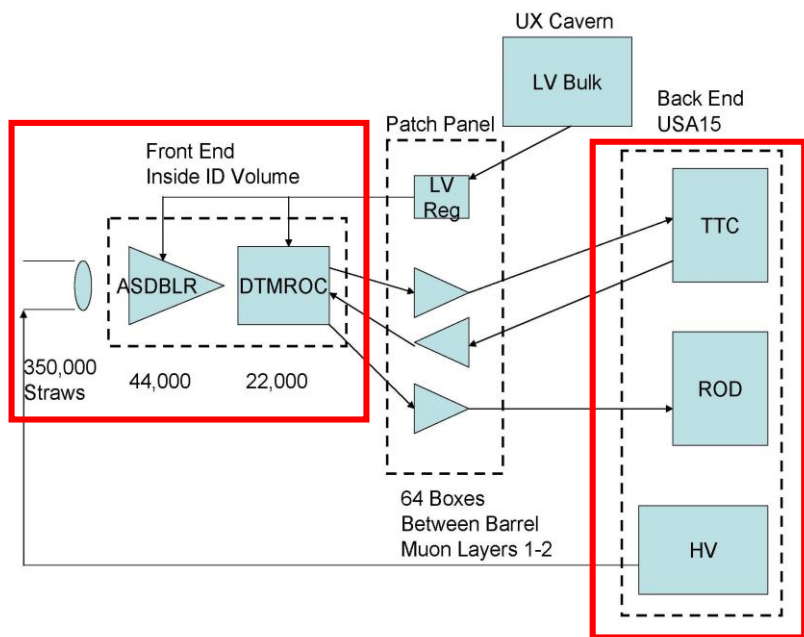 UX Cavern
LV Bulk
Back End
USA15
Patch Panel
Front End
Inside ID Volume
LV
Reg
TTC
ASDBLR
DTMROC
350,000
Straws
44,000
22,000
ROD
64 Boxes
Between Barrel
Muon Layers 1-2
HV